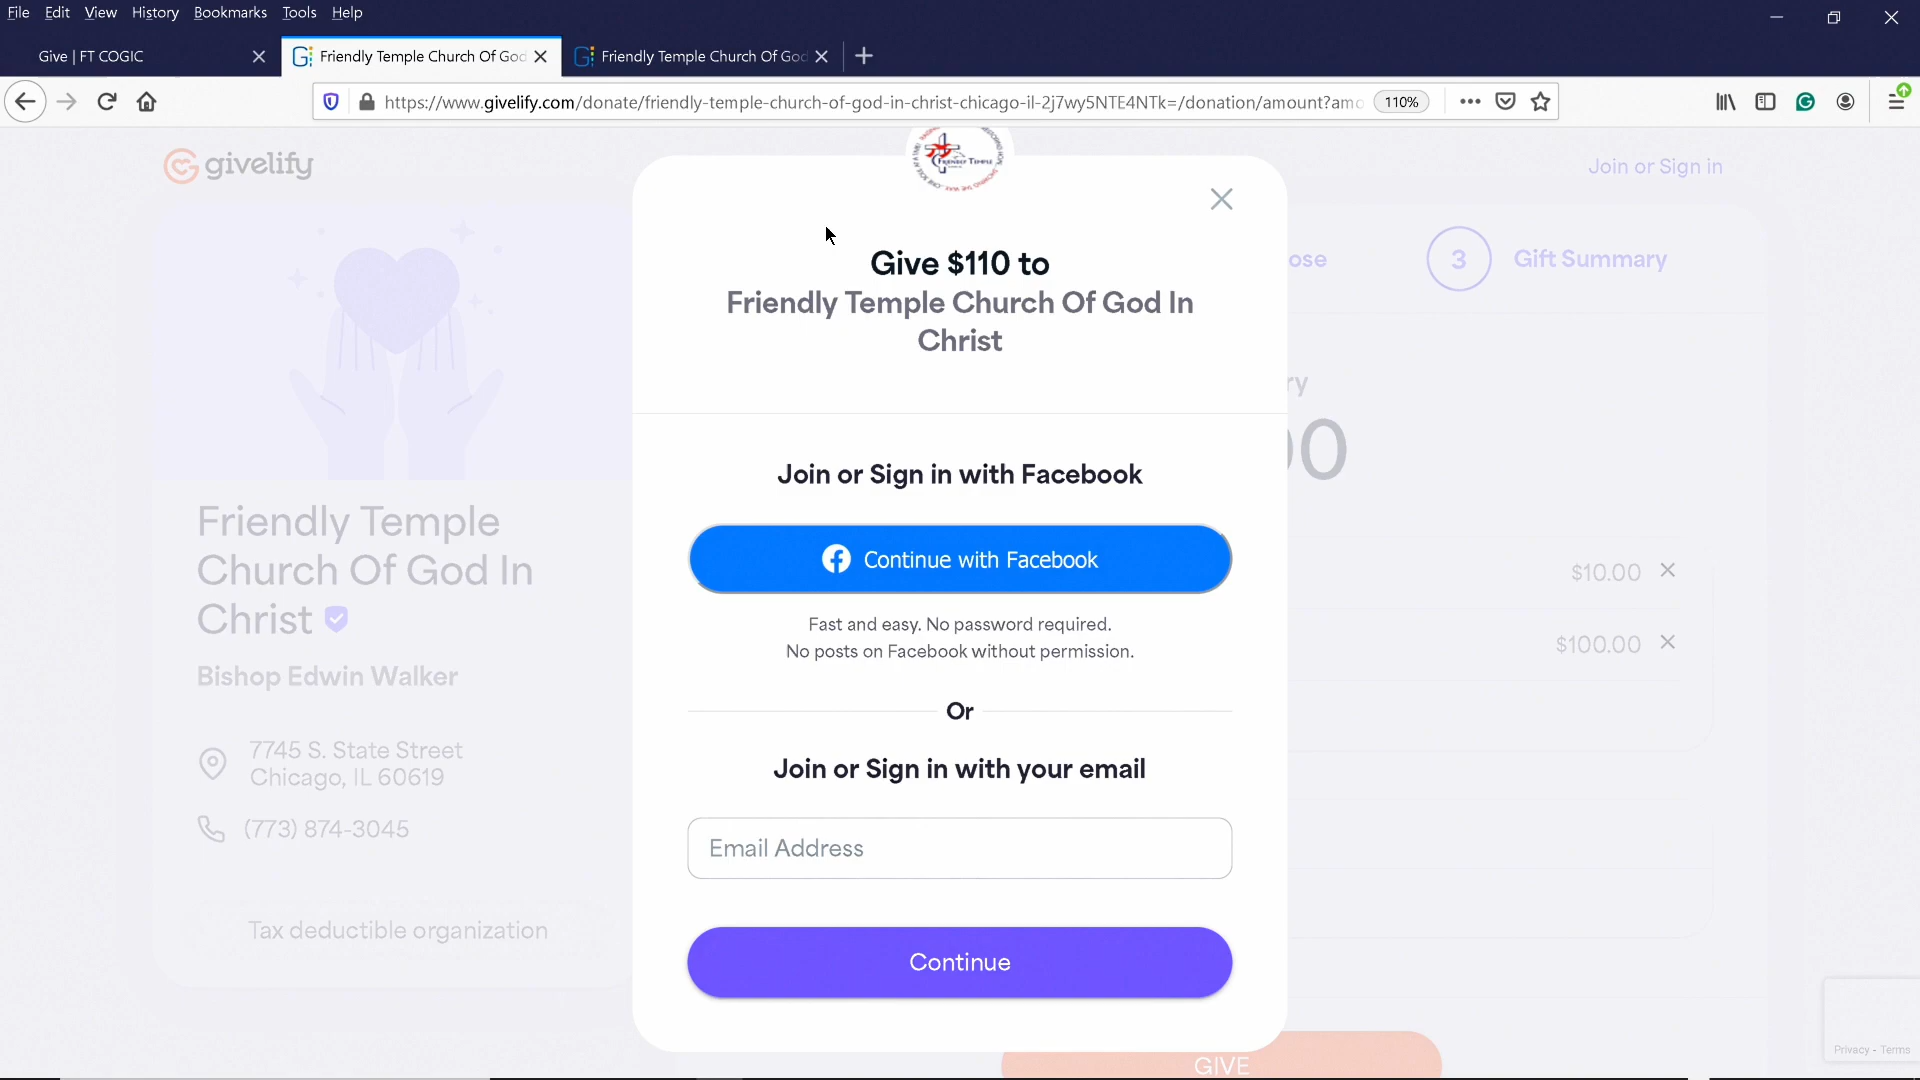 File Edit View History Bookmarks Tools Help
Give | FT COGIC
Friendly Temple Church Of God
Friendly Temple Church Of God
https://www.givelify.com/donate/friendly-temple-church-of-god-in-christ-chicago-il-2j7wy5NTE4NTk=/donation/amount?amo
110%
givelify
Join or Sign in
Friendly Temple
Give $110 to
Friendly Temple Church Of God In
Christ
ose
3 Gift Summary
ry
00
Join or Sign in with Facebook
Continue with Facebook
Fast and easy. No password required.
No posts on Facebook without permission.
Or
Join or Sign in with your email
Email Address
Continue
Friendly Temple
Church Of God In
Christ
Bishop Edwin Walker
7745 S. State Street
Chicago, IL 60619
(773) 874-3045
Tax deductible organization
$10.00
$100.00
GIVE
Privacy - Terms